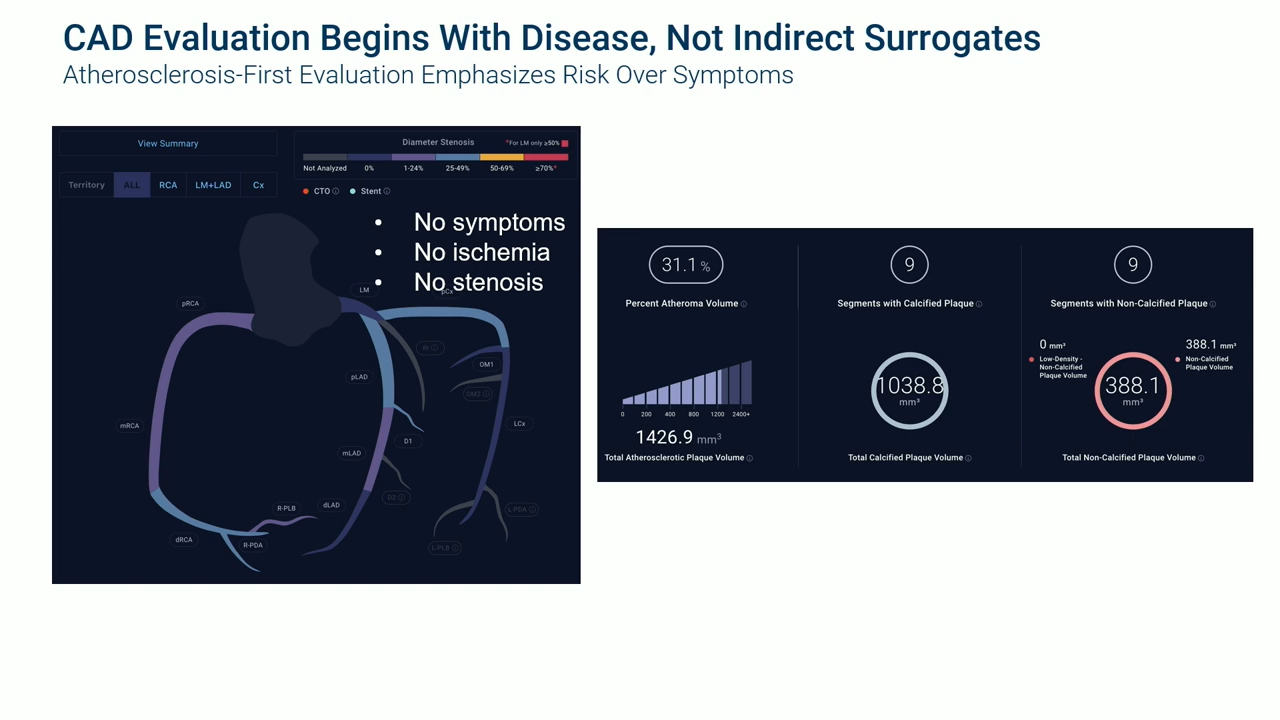 CAD Evaluation Begins With Disease, Not Indirect Surrogates
Atherosclerosis-First Evaluation Emphasizes Risk Over Symptoms
View Summary
Territory ALL RCA LM+LAD Cx
Diameter Stenosis *For LM only ≥50%
Not Analyzed 0% 1-24% 25-49% 50-69% ≥70%*
CTO Stent
• No symptoms
• No ischemia
• No stenosis
LM
pCx
pRCA
RI
OM1
pLAD
OM2
mRCA
LCx
D1
mLAD
D2
R-PLB
dLAD
L-PDA
dRCA
R-PDA
L-PLB
31.1 %
Percent Atheroma Volume
0 200 400 800 1200 2400+
1426.9 mm³
Total Atherosclerotic Plaque Volume
9
Segments with Calcified Plaque
1038.8
mm³
Total Calcified Plaque Volume
9
Segments with Non-Calcified Plaque
0 mm³
Low-Density -
Non-Calcified
Plaque Volume
388.1 mm³
Non-Calcified
Plaque Volume
388.1
mm³
Total Non-Calcified Plaque Volume